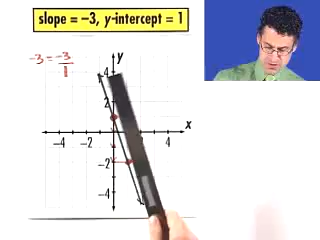 slope = −3, y-intercept = 1
−3 = −3/1
y
4
2
x
−4 −2 4
−2
−4